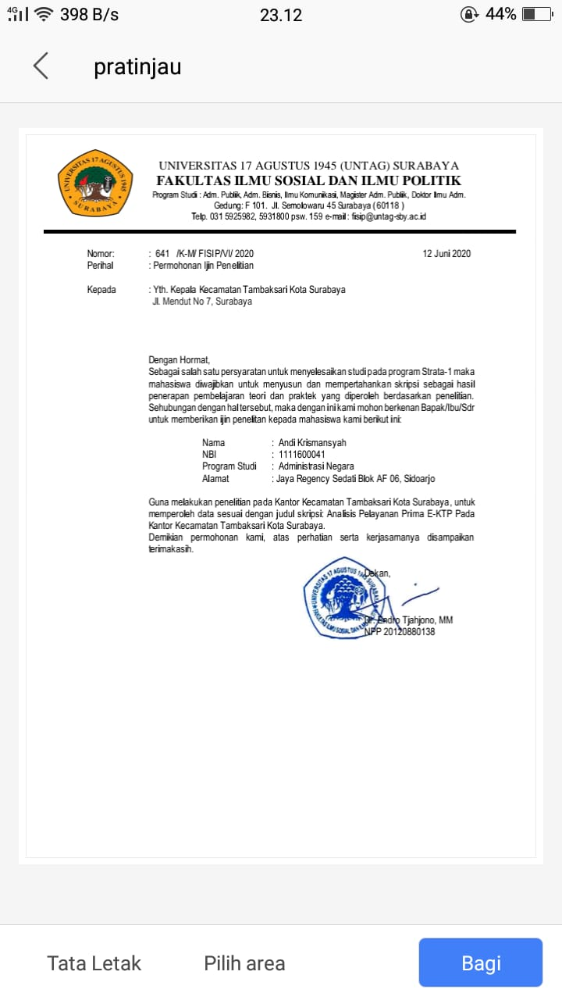 4G 398 B/s 23.12 44%
pratinjau
UNIVERSITAS 17 AGUSTUS 1945
SURABAYA
UNIVERSITAS 17 AGUSTUS 1945 (UNTAG) SURABAYA
FAKULTAS ILMU SOSIAL DAN ILMU POLITIK
Program Studi : Adm. Publik, Adm. Bisnis, Ilmu Komunikasi, Magister Adm. Publik, Doktor Ilmu Adm.
Gedung: F 101. Jl. Semolowaru 45 Surabaya (60118 )
Telp. 031 5925982, 5931800 psw. 159 e-mail : fisip@untag-sby.ac.id
Nomor: : 641 /K-M/ FISIP/VI/ 2020 12 Juni 2020
Perihal : Permohonan Ijin Penelitian
Kepada : Yth. Kepala Kecamatan Tambaksari Kota Surabaya
Jl. Mendut No 7, Surabaya
Dengan Hormat,
Sebagai salah satu persyaratan untuk menyelesaikan studi pada program Strata-1 maka
mahasiswa diwajibkan untuk menyusun dan mempertahankan skripsi sebagai hasil
penerapan pembelajaran teori dan praktek yang diperoleh berdasarkan penelitian.
Sehubungan dengan hal tersebut, maka dengan ini kami mohon berkenan Bapak/Ibu/Sdr
untuk memberikan ijin penelitan kepada mahasiswa kami berikut ini:
Nama : Andi Krismansyah
NBI : 1111600041
Program Studi : Administrasi Negara
Alamat : Jaya Regency Sedati Blok AF 06, Sidoarjo
Guna melakukan penelitian pada Kantor Kecamatan Tambaksari Kota Surabaya, untuk
memperoleh data sesuai dengan judul skripsi: Analisis Pelayanan Prima E-KTP Pada
Kantor Kecamatan Tambaksari Kota Surabaya.
Demikian permohonan kami, atas perhatian serta kerjasamanya disampaikan
terimakasih.
Dekan,
UNIVERSITAS 17 AGUSTUS 1945 SURABAYA
FAKULTAS ILMU SOSIAL DAN
Dr. Endro Tjahjono, MM
NPP 20120880138
Tata Letak Pilih area Bagi